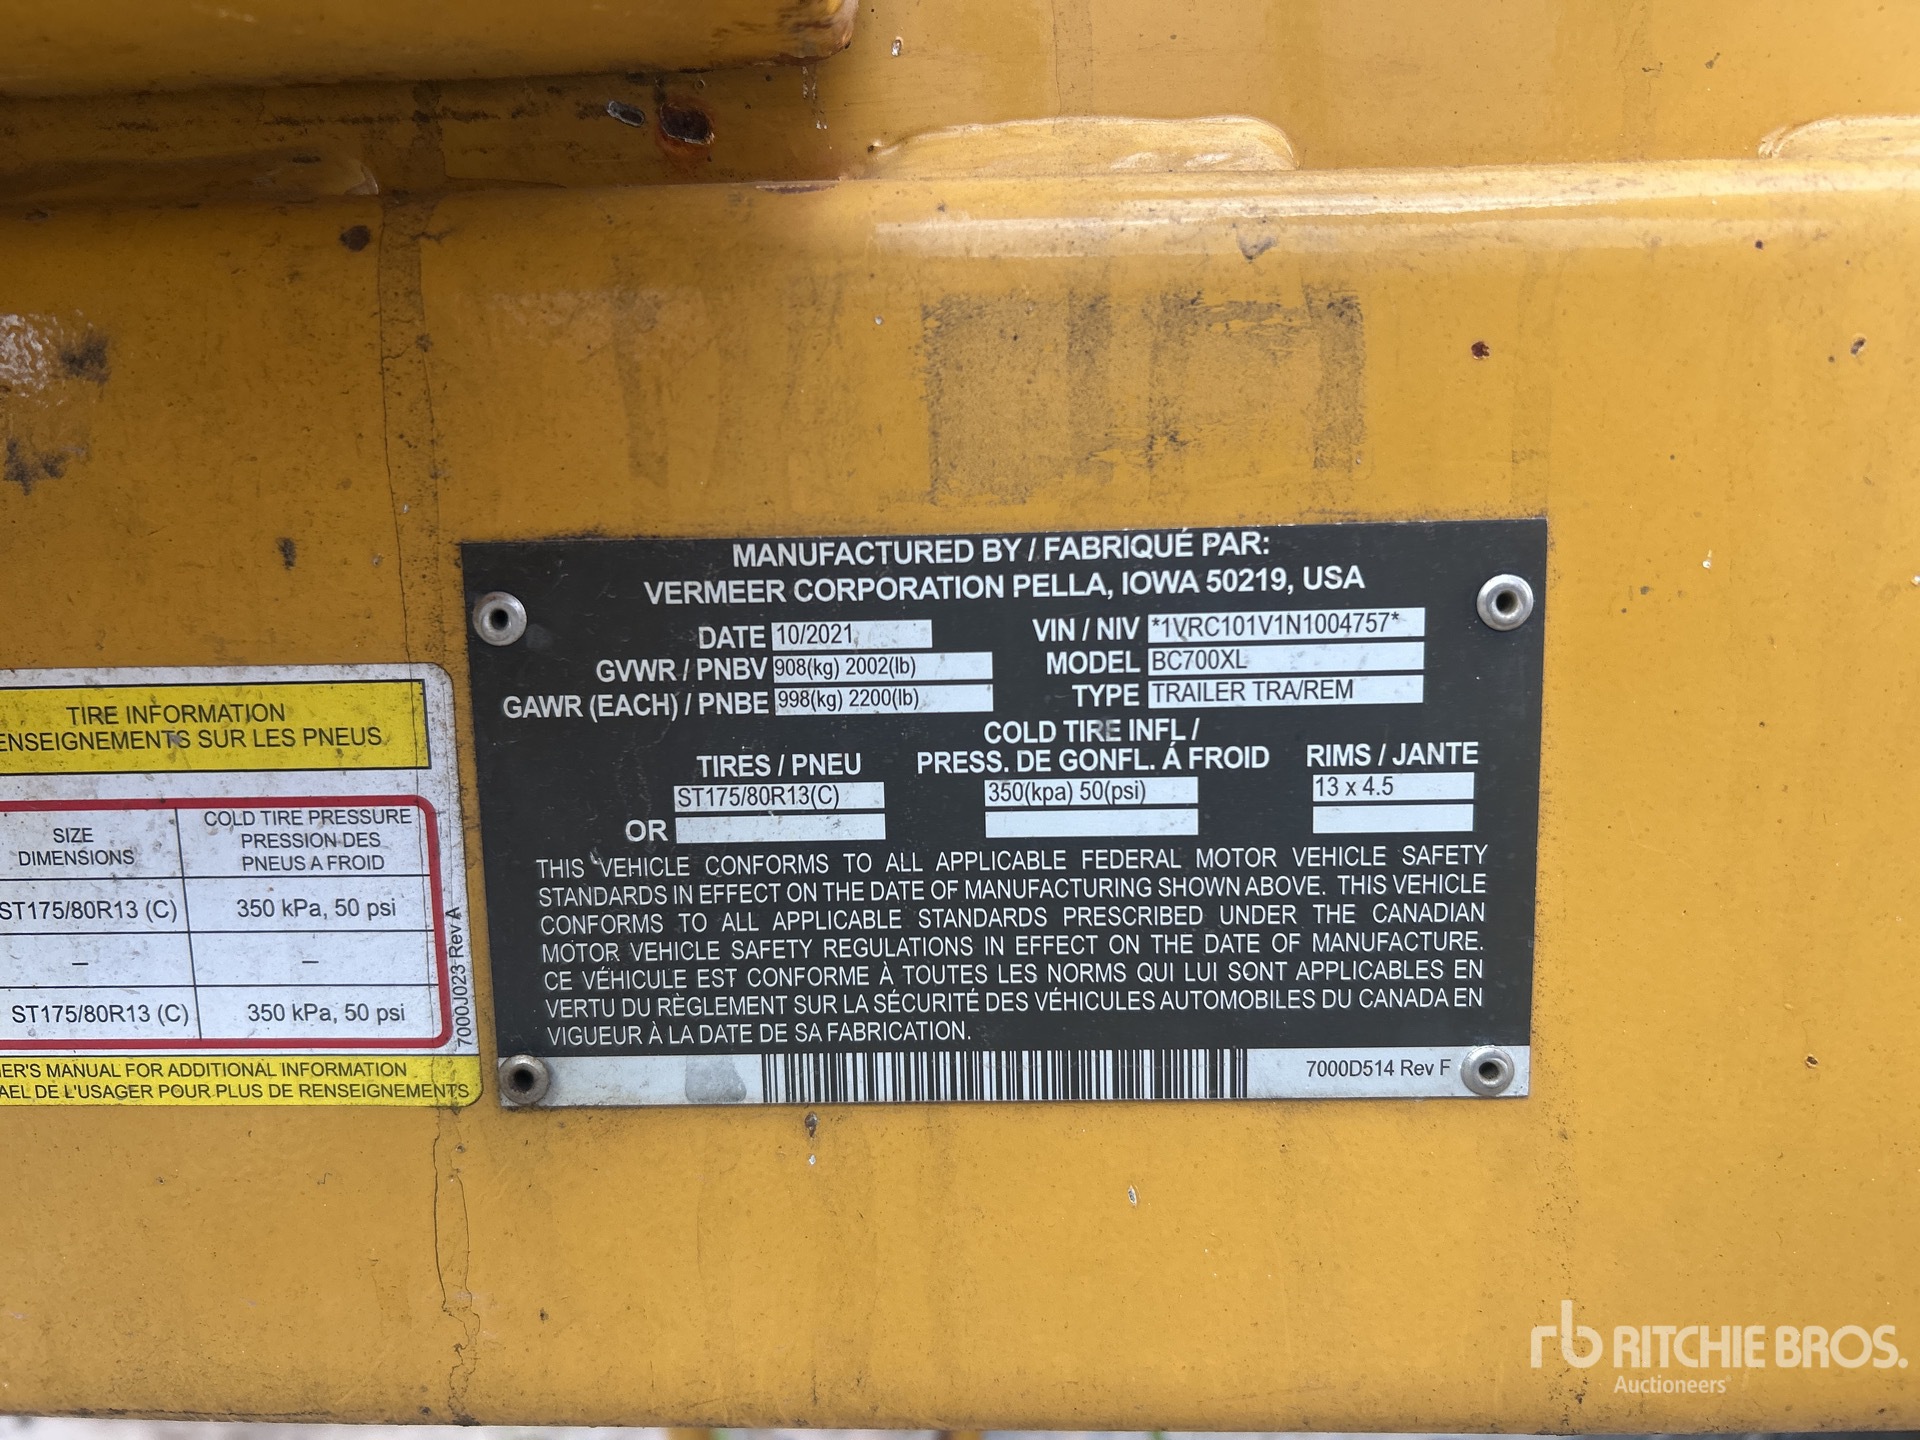 TIRE INFORMATION
ENSEIGNEMENTS SUR LES PNEUS
SIZE
DIMENSIONS
COLD TIRE PRESSURE
PRESSION DES
PNEUS A FROID
ST175/80R13 (C) 350 kPa, 50 psi
– –
ST175/80R13 (C) 350 kPa, 50 psi
7000J023 Rev A
ER'S MANUAL FOR ADDITIONAL INFORMATION
EL DE L'USAGER POUR PLUS DE RENSEIGNEMENTS
MANUFACTURED BY / FABRIQUÉ PAR:
VERMEER CORPORATION PELLA, IOWA 50219, USA
DATE 10/2021 VIN / NIV *1VRC101V1N1004757*
GVWR / PNBV 908(kg) 2002(lb) MODEL BC700XL
GAWR (EACH) / PNBE 998(kg) 2200(lb) TYPE TRAILER TRA/REM
COLD TIRE INFL /
TIRES / PNEU PRESS. DE GONFL. Á FROID RIMS / JANTE
ST175/80R13(C) 350(kpa) 50(psi) 13 x 4.5
OR
THIS VEHICLE CONFORMS TO ALL APPLICABLE FEDERAL MOTOR VEHICLE SAFETY
STANDARDS IN EFFECT ON THE DATE OF MANUFACTURING SHOWN ABOVE. THIS VEHICLE
CONFORMS TO ALL APPLICABLE STANDARDS PRESCRIBED UNDER THE CANADIAN
MOTOR VEHICLE SAFETY REGULATIONS IN EFFECT ON THE DATE OF MANUFACTURE.
CE VÉHICULE EST CONFORME À TOUTES LES NORMS QUI LUI SONT APPLICABLES EN
VERTU DU RÈGLEMENT SUR LA SÉCURITÉ DES VÉHICULES AUTOMOBILES DU CANADA EN
VIGUEUR À LA DATE DE SA FABRICATION.
7000D514 Rev F
rb RITCHIE BROS.
Auctioneers